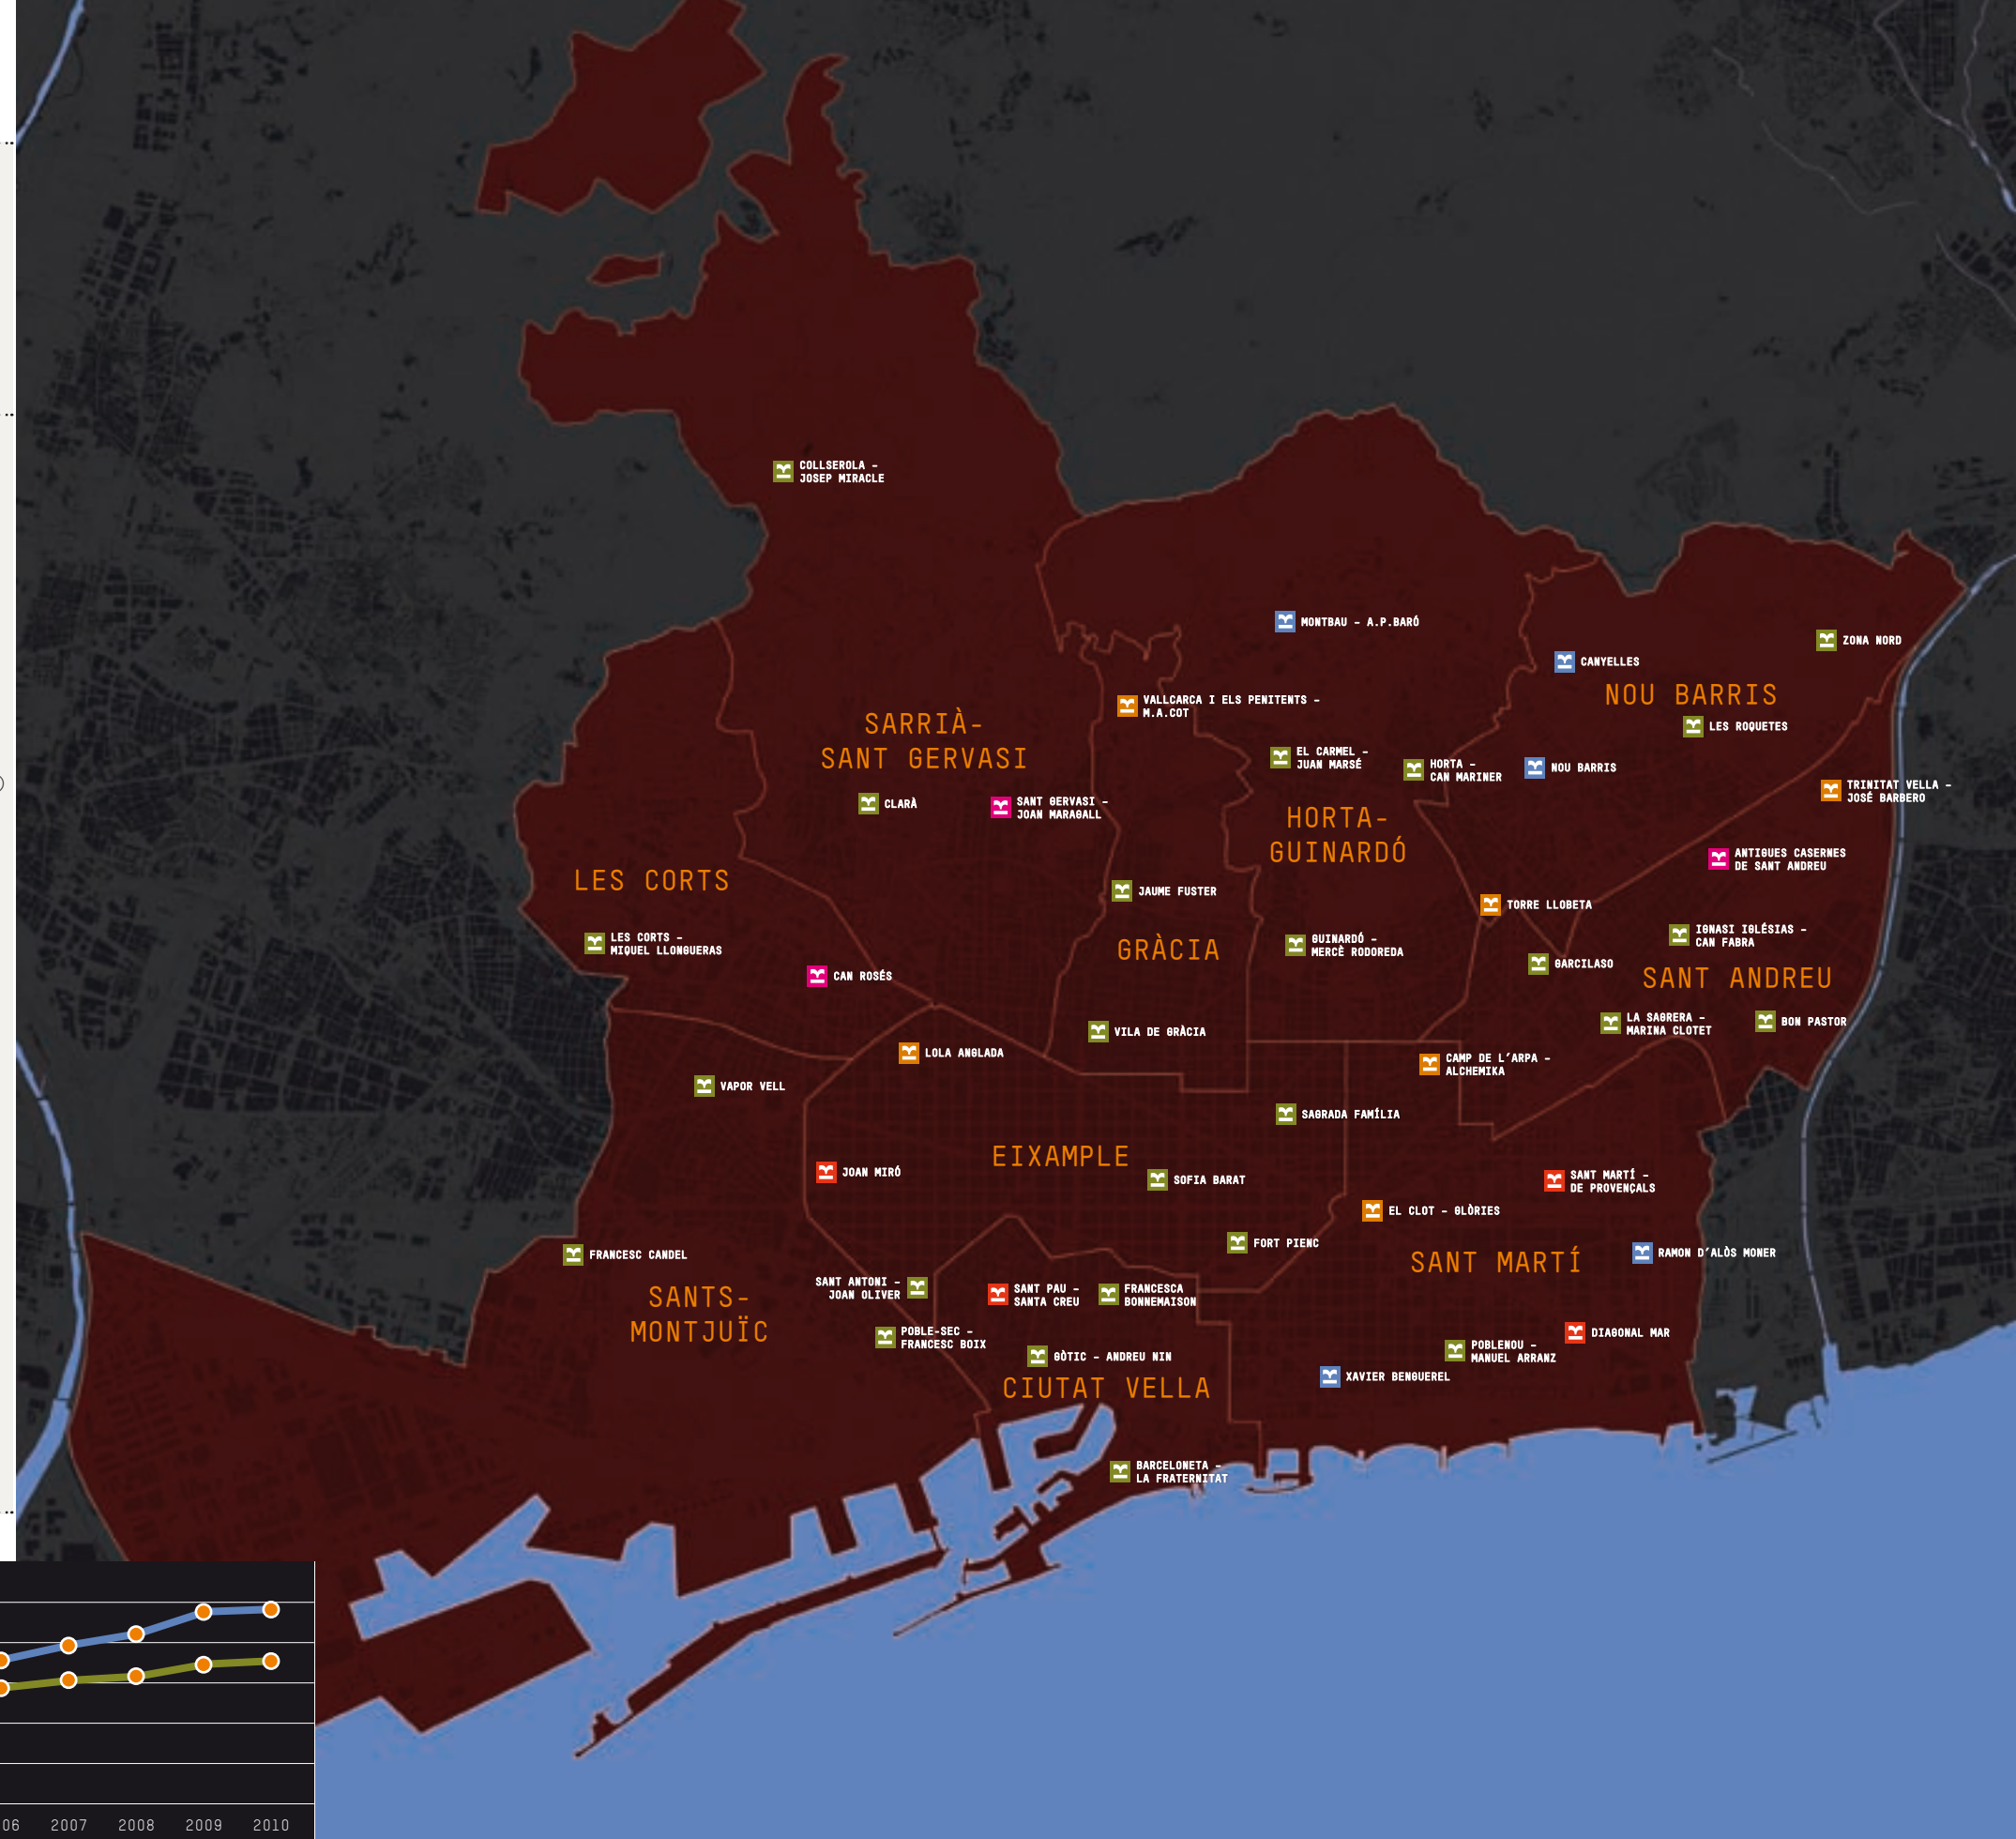 COLLSEROLA –
JOSEP MIRACLE
MONTBAU – A.P.BARÓ
ZONA NORD
CANYELLES
NOU BARRIS
VALLCARCA I ELS PENITENTS –
M.A.COT
LES ROQUETES
SARRIÀ-
SANT GERVASI
EL CARMEL –
JUAN MARSÉ
HORTA –
CAN MARINER
NOU BARRIS
TRINITAT VELLA –
JOSÉ BARBERO
CLARÀ
SANT GERVASI –
JOAN MARAGALL
HORTA-
GUINARDÓ
ANTIGUES CASERNES
DE SANT ANDREU
LES CORTS
JAUME FUSTER
TORRE LLOBETA
LES CORTS –
MIQUEL LLONGUERAS
GRÀCIA
GUINARDÓ –
MERCÈ RODOREDA
IGNASI IGLÉSIAS –
CAN FABRA
GARCILASO
SANT ANDREU
CAN ROSÉS
LA SAGRERA –
MARINA CLOTET
BON PASTOR
VILA DE GRÀCIA
LOLA ANGLADA
CAMP DE L'ARPA –
ALCHEMIKA
VAPOR VELL
SAGRADA FAMÍLIA
EIXAMPLE
JOAN MIRÓ
SOFIA BARAT
SANT MARTÍ –
DE PROVENÇALS
EL CLOT – GLÒRIES
FORT PIENC
FRANCESC CANDEL
SANT MARTÍ
RAMON D'ALÒS MONER
SANTS-
MONTJUÏC
SANT ANTONI –
JOAN OLIVER
SANT PAU –
SANTA CREU
FRANCESCA
BONNEMAISON
POBLE-SEC –
FRANCESC BOIX
GÒTIC – ANDREU NIN
DIAGONAL MAR
POBLENOU –
MANUEL ARRANZ
XAVIER BENGUEREL
CIUTAT VELLA
BARCELONETA –
LA FRATERNITAT
06 2007 2008 2009 2010